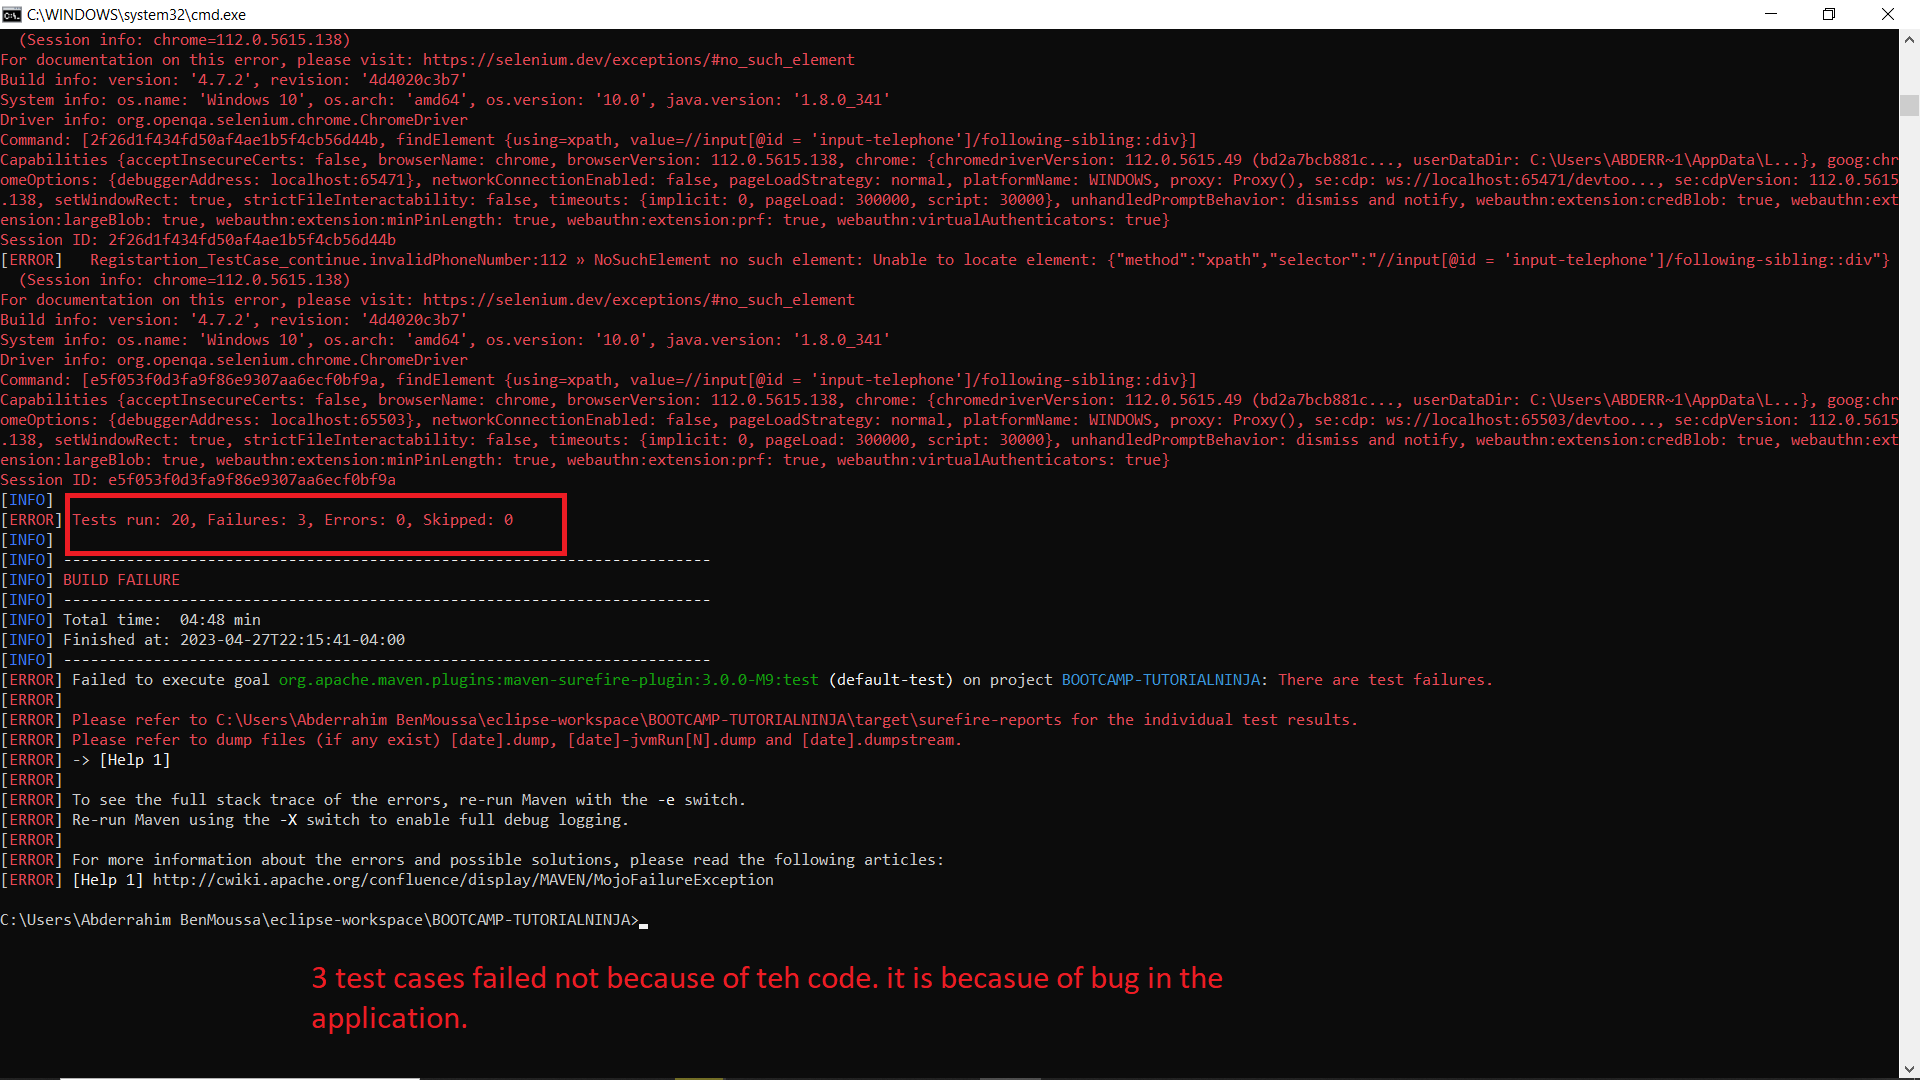 C:\WINDOWS\system32\cmd.exe
(Session info: chrome=112.0.5615.138)
For documentation on this error, please visit: https://selenium.dev/exceptions/#no_such_element
Build info: version: '4.7.2', revision: '4d4020c3b7'
System info: os.name: 'Windows 10', os.arch: 'amd64', os.version: '10.0', java.version: '1.8.0_341'
Driver info: org.openqa.selenium.chrome.ChromeDriver
Command: [2f26d1f434fd50af4ae1b5f4cb56d44b, findElement {using=xpath, value=//input[@id = 'input-telephone']/following-sibling::div}]
Capabilities {acceptInsecureCerts: false, browserName: chrome, browserVersion: 112.0.5615.138, chrome: {chromedriverVersion: 112.0.5615.49 (bd2a7bcb881c..., userDataDir: C:\Users\ABDERR~1\AppData\L...}, goog:chr
omeOptions: {debuggerAddress: localhost:65471}, networkConnectionEnabled: false, pageLoadStrategy: normal, platformName: WINDOWS, proxy: Proxy(), se:cdp: ws://localhost:65471/devtoo..., se:cdpVersion: 112.0.5615
.138, setWindowRect: true, strictFileInteractability: false, timeouts: {implicit: 0, pageLoad: 300000, script: 30000}, unhandledPromptBehavior: dismiss and notify, webauthn:extension:credBlob: true, webauthn:ext
ension:largeBlob: true, webauthn:extension:minPinLength: true, webauthn:extension:prf: true, webauthn:virtualAuthenticators: true}
Session ID: 2f26d1f434fd50af4ae1b5f4cb56d44b
[ERROR]   Registartion_TestCase_continue.invalidPhoneNumber:112 » NoSuchElement no such element: Unable to locate element: {"method":"xpath","selector":"//input[@id = 'input-telephone']/following-sibling::div"}
(Session info: chrome=112.0.5615.138)
For documentation on this error, please visit: https://selenium.dev/exceptions/#no_such_element
Build info: version: '4.7.2', revision: '4d4020c3b7'
System info: os.name: 'Windows 10', os.arch: 'amd64', os.version: '10.0', java.version: '1.8.0_341'
Driver info: org.openqa.selenium.chrome.ChromeDriver
Command: [e5f053f0d3fa9f86e9307aa6ecf0bf9a, findElement {using=xpath, value=//input[@id = 'input-telephone']/following-sibling::div}]
Capabilities {acceptInsecureCerts: false, browserName: chrome, browserVersion: 112.0.5615.138, chrome: {chromedriverVersion: 112.0.5615.49 (bd2a7bcb881c..., userDataDir: C:\Users\ABDERR~1\AppData\L...}, goog:chr
omeOptions: {debuggerAddress: localhost:65503}, networkConnectionEnabled: false, pageLoadStrategy: normal, platformName: WINDOWS, proxy: Proxy(), se:cdp: ws://localhost:65503/devtoo..., se:cdpVersion: 112.0.5615
.138, setWindowRect: true, strictFileInteractability: false, timeouts: {implicit: 0, pageLoad: 300000, script: 30000}, unhandledPromptBehavior: dismiss and notify, webauthn:extension:credBlob: true, webauthn:ext
ension:largeBlob: true, webauthn:extension:minPinLength: true, webauthn:extension:prf: true, webauthn:virtualAuthenticators: true}
Session ID: e5f053f0d3fa9f86e9307aa6ecf0bf9a
[INFO]
[ERROR] Tests run: 20, Failures: 3, Errors: 0, Skipped: 0
[INFO]
[INFO] ------------------------------------------------------------------------
[INFO] BUILD FAILURE
[INFO] ------------------------------------------------------------------------
[INFO] Total time:  04:48 min
[INFO] Finished at: 2023-04-27T22:15:41-04:00
[INFO] ------------------------------------------------------------------------
[ERROR] Failed to execute goal org.apache.maven.plugins:maven-surefire-plugin:3.0.0-M9:test (default-test) on project BOOTCAMP-TUTORIALNINJA: There are test failures.
[ERROR]
[ERROR] Please refer to C:\Users\Abderrahim BenMoussa\eclipse-workspace\BOOTCAMP-TUTORIALNINJA\target\surefire-reports for the individual test results.
[ERROR] Please refer to dump files (if any exist) [date].dump, [date]-jvmRun[N].dump and [date].dumpstream.
[ERROR] -> [Help 1]
[ERROR]
[ERROR] To see the full stack trace of the errors, re-run Maven with the -e switch.
[ERROR] Re-run Maven using the -X switch to enable full debug logging.
[ERROR]
[ERROR] For more information about the errors and possible solutions, please read the following articles:
[ERROR] [Help 1] http://cwiki.apache.org/confluence/display/MAVEN/MojoFailureException
C:\Users\Abderrahim BenMoussa\eclipse-workspace\BOOTCAMP-TUTORIALNINJA>
3 test cases failed not because of teh code. it is becasue of bug in the
application.